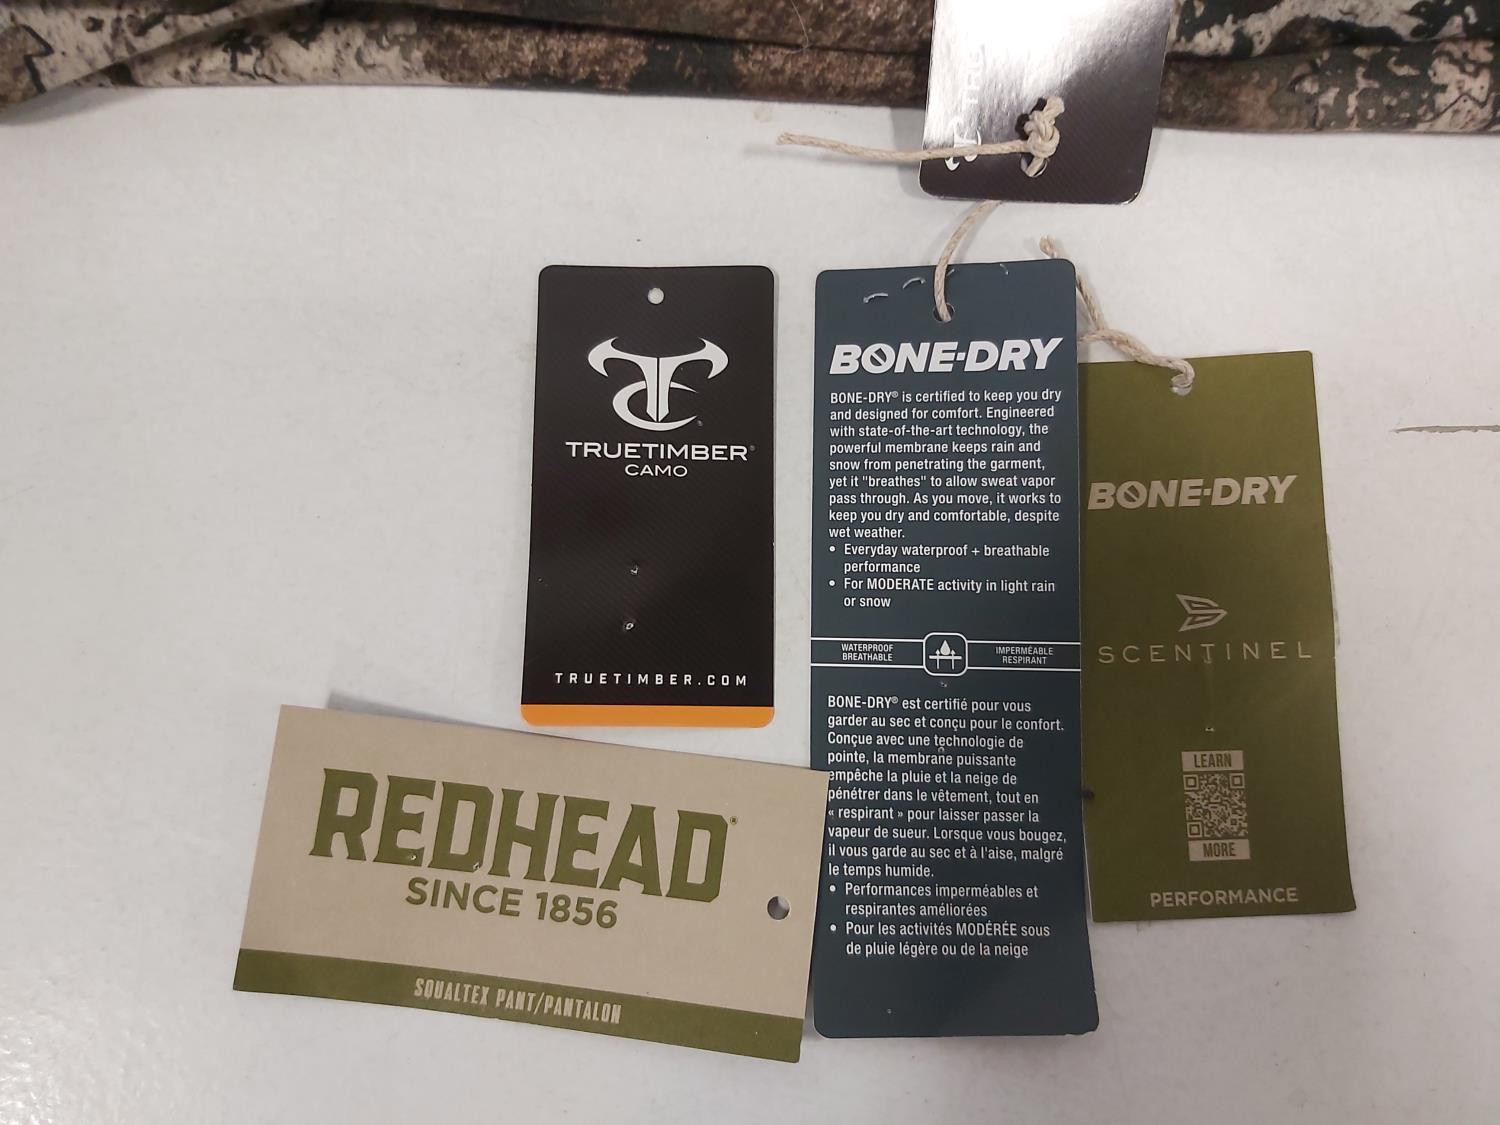 TRUETIMBER®
CAMO
TRUETIMBER.COM
REDHEAD®
SINCE 1856
SQUALTEX PANT/PANTALON
BONE-DRY
BONE-DRY® is certified to keep you dry
and designed for comfort. Engineered
with state-of-the-art technology, the
powerful membrane keeps rain and
snow from penetrating the garment,
yet it "breathes" to allow sweat vapor
pass through. As you move, it works to
keep you dry and comfortable, despite
wet weather.
• Everyday waterproof + breathable
performance
• For MODERATE activity in light rain
or snow
WATERPROOF
BREATHABLE
IMPERMÉABLE
RESPIRANT
BONE-DRY® est certifié pour vous
garder au sec et conçu pour le confort.
Conçue avec une technologie de
pointe, la membrane puissante
empêche la pluie et la neige de
pénétrer dans le vêtement, tout en
« respirant » pour laisser passer la
vapeur de sueur. Lorsque vous bougez,
il vous garde au sec et à l'aise, malgré
le temps humide.
• Performances imperméables et
respirantes améliorées
• Pour les activités MODÉRÉE sous
de pluie légère ou de la neige
BONE-DRY
SCENTINEL
LEARN
MORE
PERFORMANCE